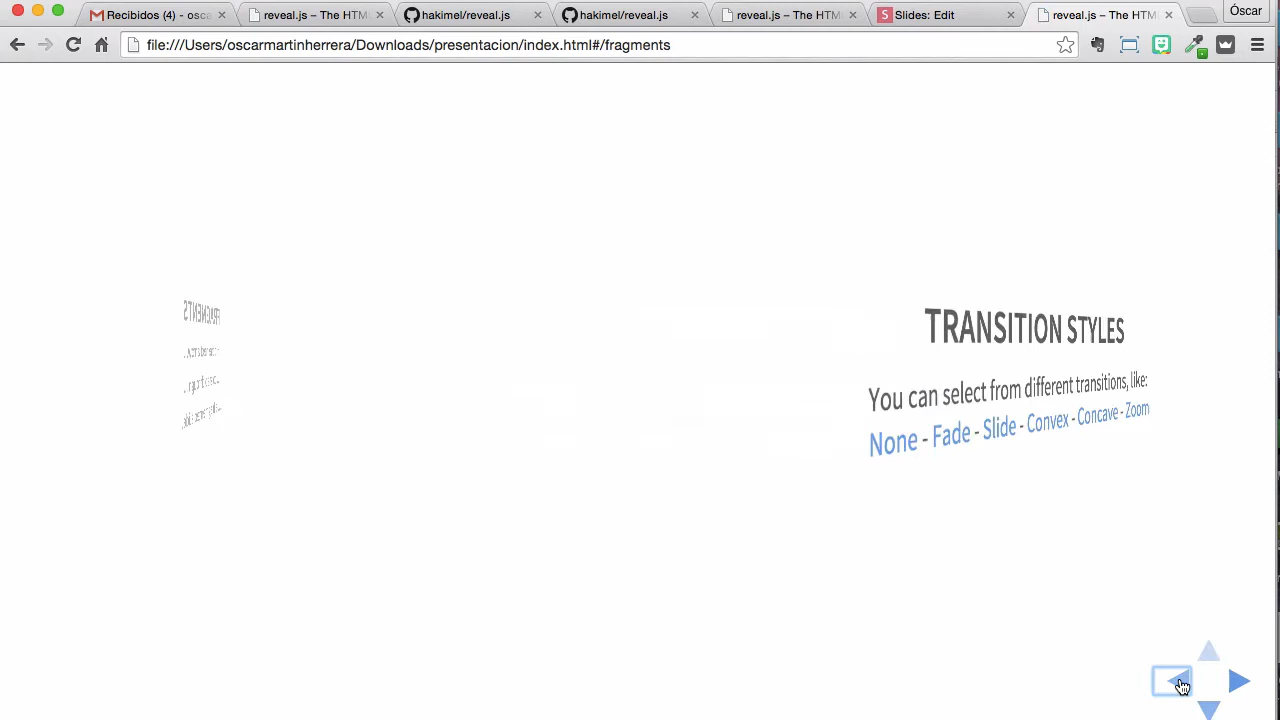 Recibidos (4) - osca
reveal.js – The HTM
hakimel/reveal.js
hakimel/reveal.js
reveal.js – The HTM
Slides: Edit
reveal.js – The HTM
Óscar
file:///Users/oscarmartinherrera/Downloads/presentacion/index.html#/fragments
FRAGMENTS
TRANSITION STYLES
You can select from different transitions, like:
None - Fade - Slide - Convex - Concave - Zoom